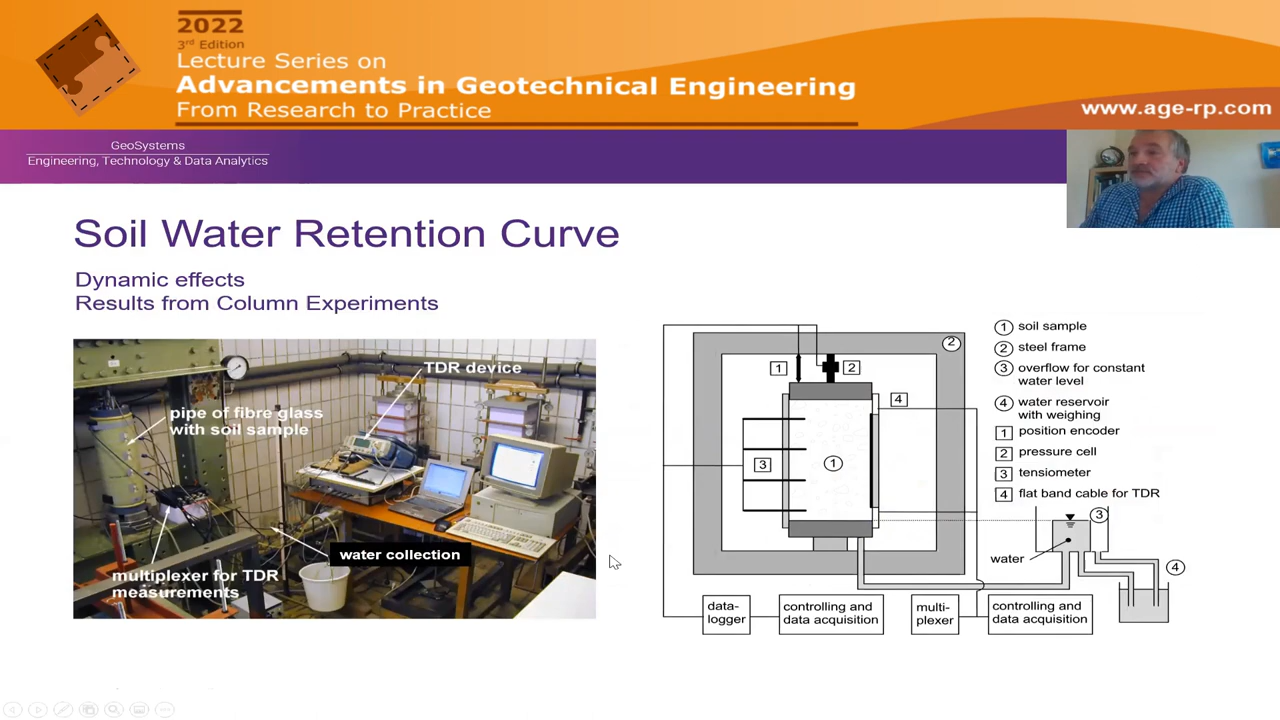 2022
3rd Edition
Lecture Series on
Advancements in Geotechnical Engineering
From Research to Practice
www.age-rp.com
GeoSystems
Engineering, Technology & Data Analytics
Soil Water Retention Curve
Dynamic effects
Results from Column Experiments
TDR device
pipe of fibre glass
with soil sample
water collection
multiplexer for TDR
measurements
2
1
2
4
3
1
1 soil sample
2 steel frame
3 overflow for constant
water level
4 water reservoir
with weighing
1 position encoder
2 pressure cell
3 tensiometer
4 flat band cable for TDR
3
water
4
data-
logger
controlling and
data acquisition
multi-
plexer
controlling and
data acquisition